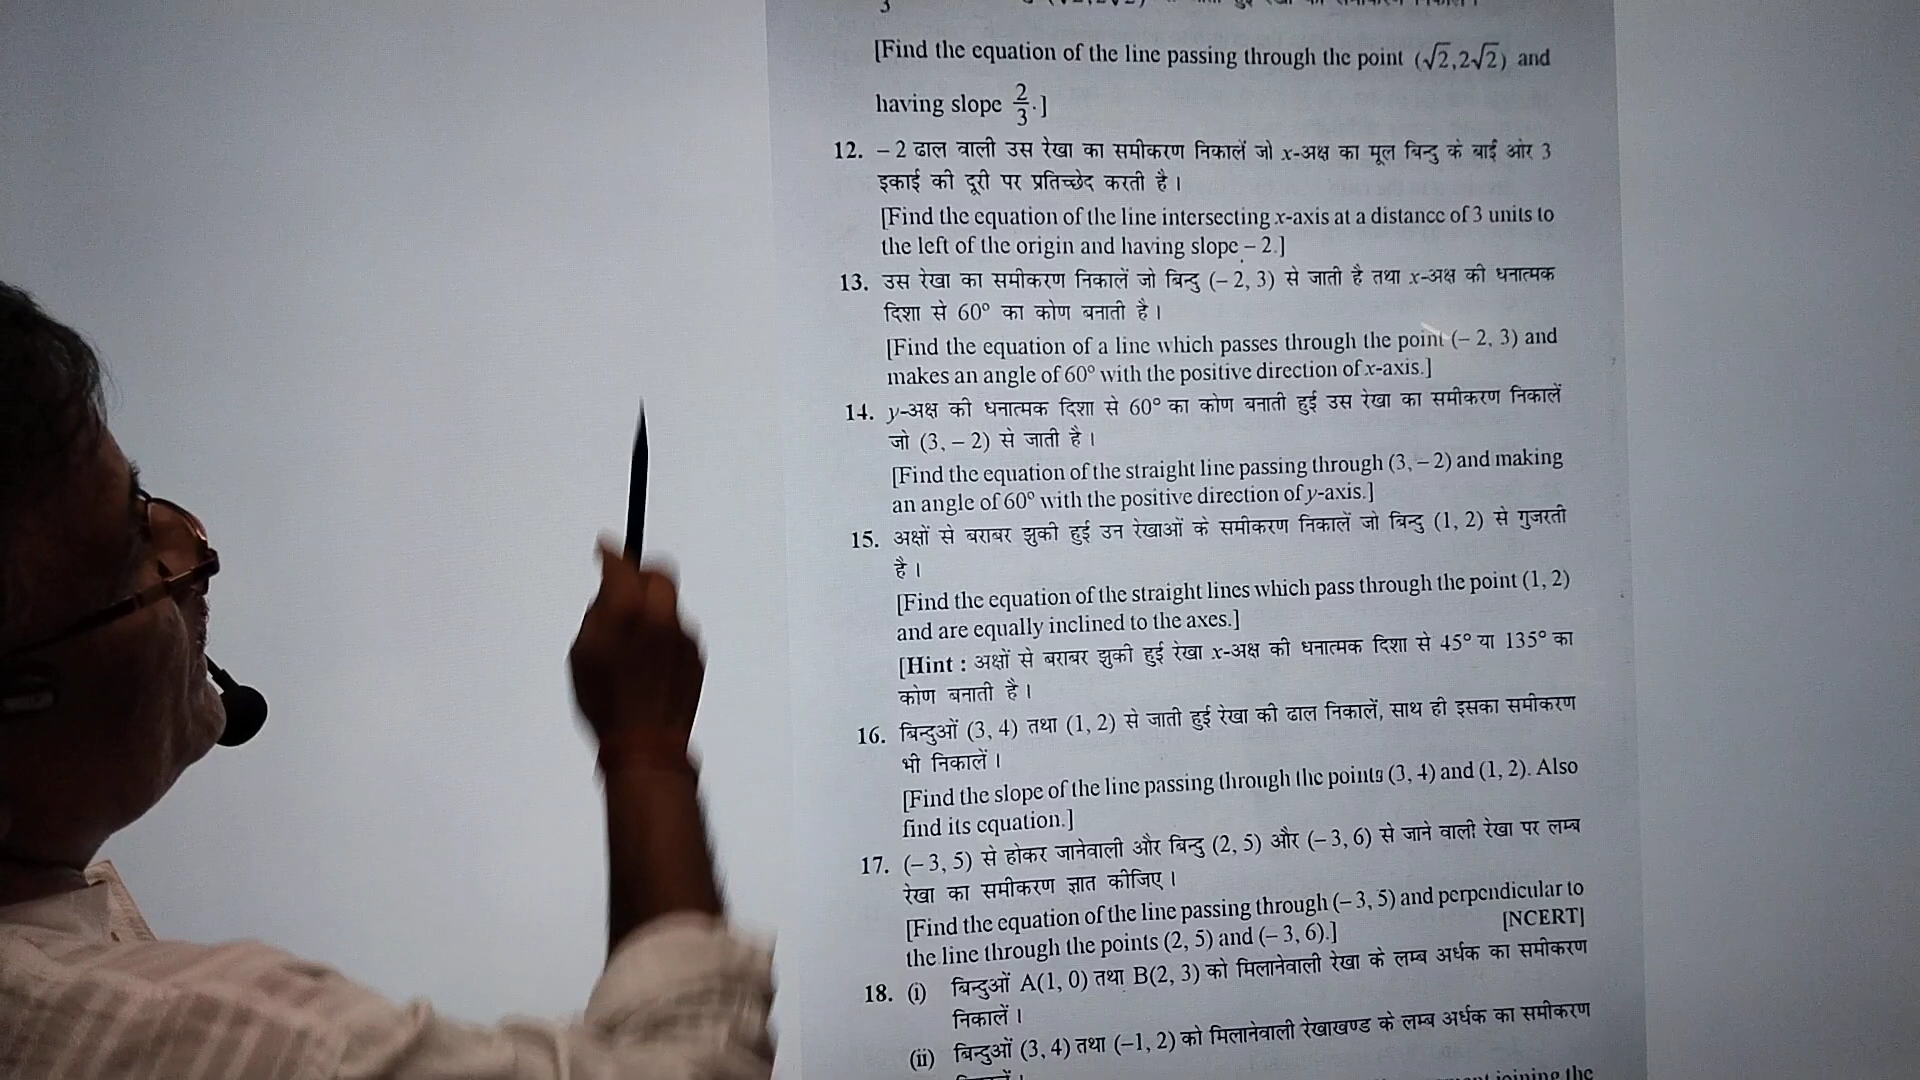 3
[Find the equation of the line passing through the point (√2, 2√2) and
having slope 2/3.]
12. – 2 ढाल वाली उस रेखा का समीकरण निकालें जो x-अक्ष का मूल बिन्दु के बाईं ओर 3
इकाई की दूरी पर प्रतिच्छेद करती है।
[Find the equation of the line intersecting x-axis at a distance of 3 units to
the left of the origin and having slope – 2.]
13. उस रेखा का समीकरण निकालें जो बिन्दु (– 2, 3) से जाती है तथा x-अक्ष की धनात्मक
दिशा से 60° का कोण बनाती है।
[Find the equation of a line which passes through the point (– 2, 3) and
makes an angle of 60° with the positive direction of x-axis.]
14. y-अक्ष की धनात्मक दिशा से 60° का कोण बनाती हुई उस रेखा का समीकरण निकालें
जो (3, – 2) से जाती है।
[Find the equation of the straight line passing through (3, – 2) and making
an angle of 60° with the positive direction of y-axis.]
15. अक्षों से बराबर झुकी हुई उन रेखाओं के समीकरण निकालें जो बिन्दु (1, 2) से गुजरती
है।
[Find the equation of the straight lines which pass through the point (1, 2)
and are equally inclined to the axes.]
[Hint : अक्षों से बराबर झुकी हुई रेखा x-अक्ष की धनात्मक दिशा से 45° या 135° का
कोण बनाती है।
16. बिन्दुओं (3, 4) तथा (1, 2) से जाती हुई रेखा की ढाल निकालें, साथ ही इसका समीकरण
भी निकालें।
[Find the slope of the line passing through the points (3, 4) and (1, 2). Also
find its equation.]
17. (– 3, 5) से होकर जानेवाली और बिन्दु (2, 5) और (– 3, 6) से जाने वाली रेखा पर लम्ब
रेखा का समीकरण ज्ञात कीजिए।
[Find the equation of the line passing through (– 3, 5) and perpendicular to
the line through the points (2, 5) and (– 3, 6).] [NCERT]
18. (i) बिन्दुओं A(1, 0) तथा B(2, 3) को मिलानेवाली रेखा के लम्ब अर्धक का समीकरण
निकालें।
(ii) बिन्दुओं (3, 4) तथा (–1, 2) को मिलानेवाली रेखाखण्ड के लम्ब अर्धक का समीकरण
joining the